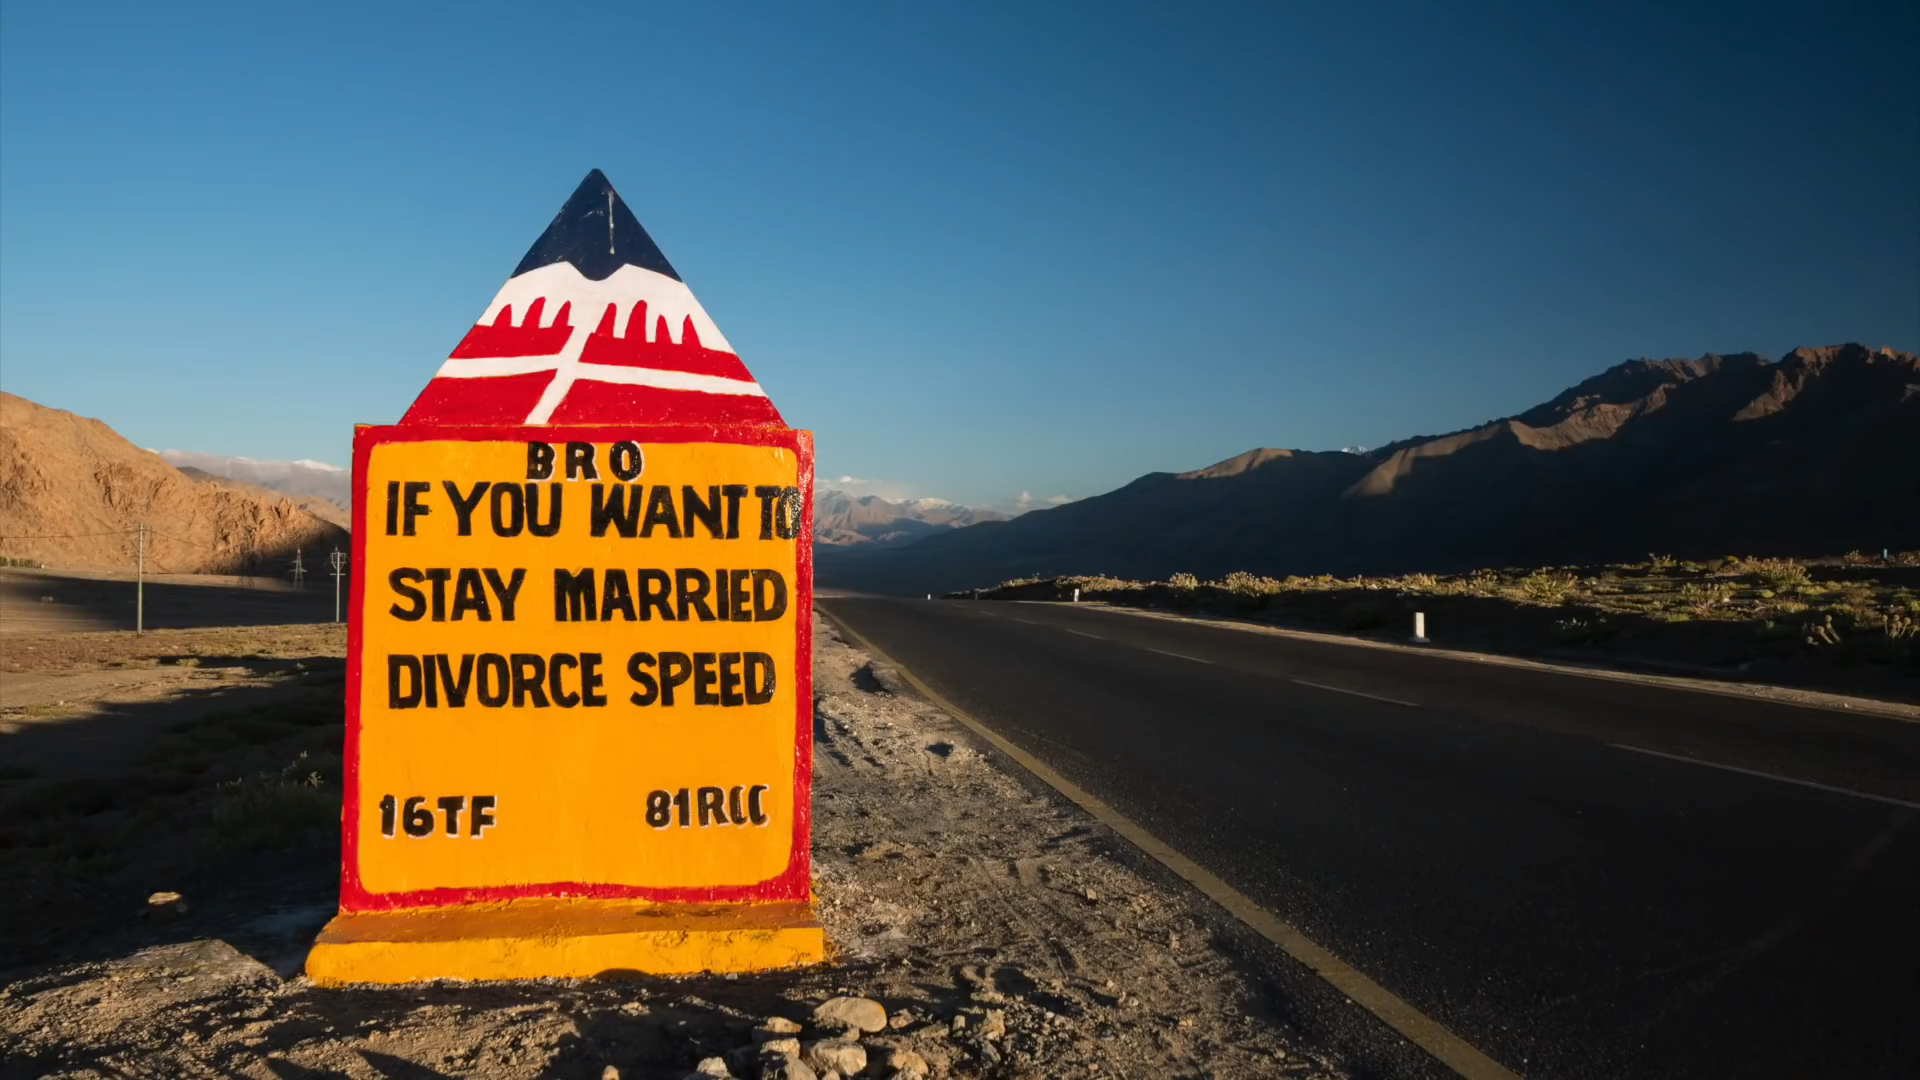 BRO
IF YOU WANT TO
STAY MARRIED
DIVORCE SPEED
16TF 81RCC